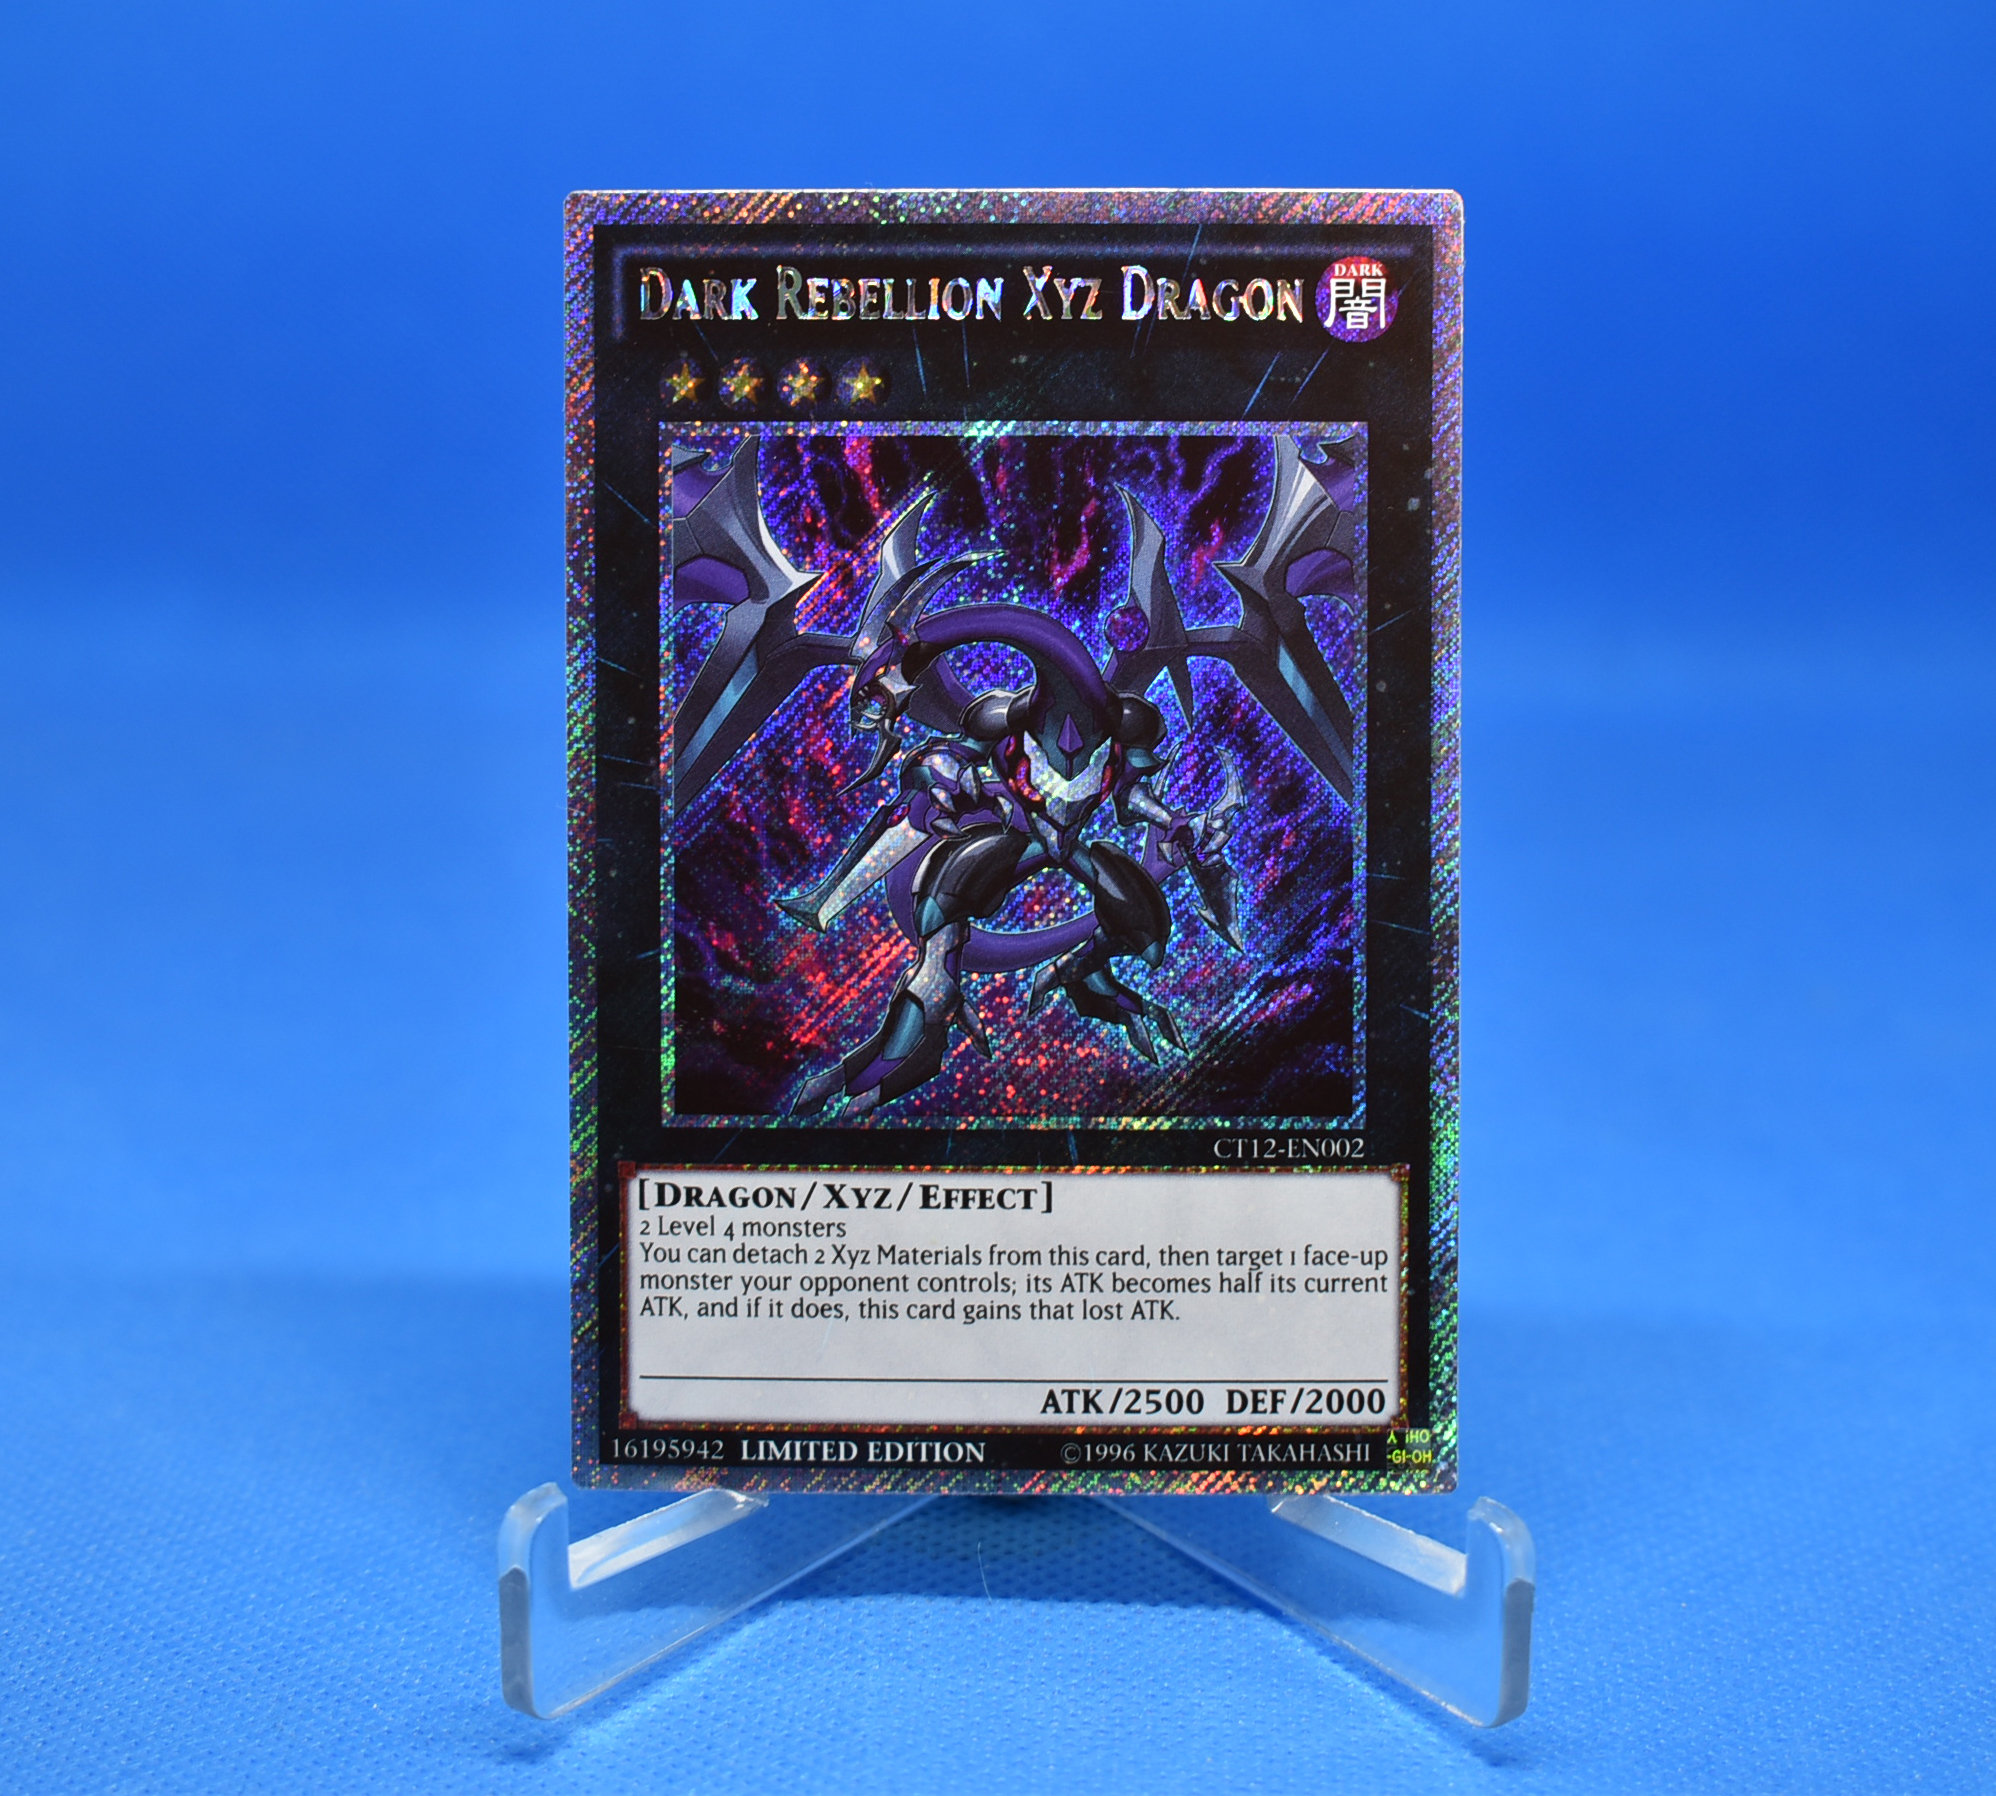 DARK REBELLION XYZ DRAGON
DARK
闇
CT12-EN002
[DRAGON/XYZ/EFFECT]
2 Level 4 monsters
You can detach 2 Xyz Materials from this card, then target 1 face-up
monster your opponent controls; its ATK becomes half its current
ATK, and if it does, this card gains that lost ATK.
ATK/2500 DEF/2000
16195942 LIMITED EDITION ©1996 KAZUKI TAKAHASHI
-GI-OH